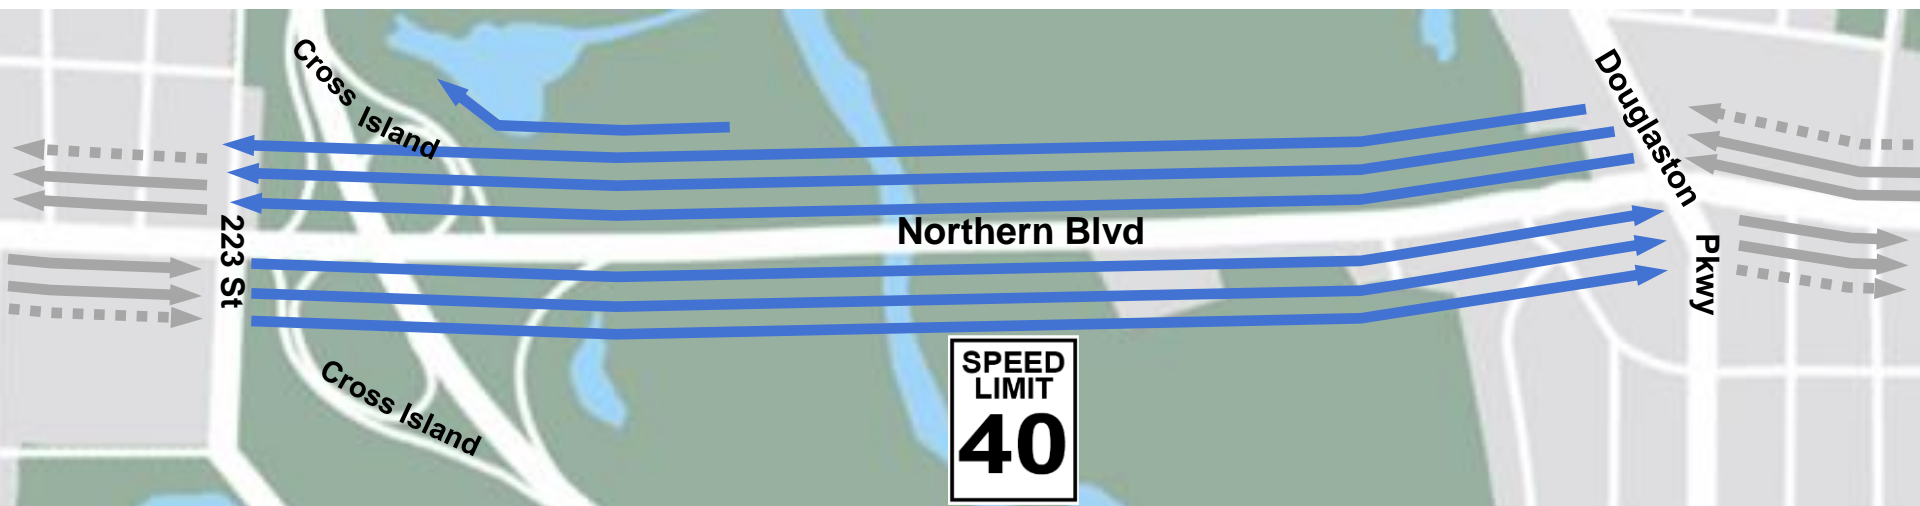 Cross
Island
Douglaston
Pkwy
223 St
Northern Blvd
Cross Island
SPEED
LIMIT
40